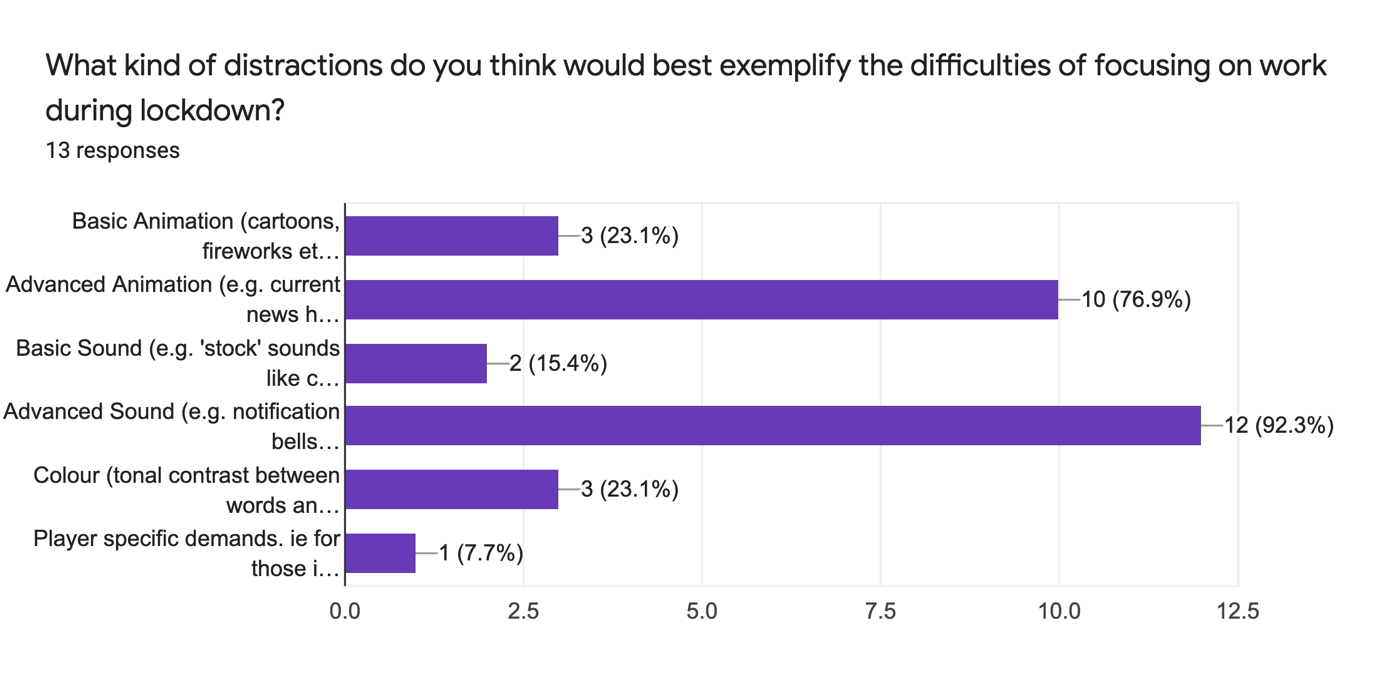 What kind of distractions do you think would best exemplify the difficulties of focusing on work
during lockdown?
13 responses
Basic Animation (cartoons,
fireworks et…
3 (23.1%)
Advanced Animation (e.g. current
news h…
10 (76.9%)
Basic Sound (e.g. 'stock' sounds
like c…
2 (15.4%)
Advanced Sound (e.g. notification
bells…
12 (92.3%)
Colour (tonal contrast between
words an…
3 (23.1%)
Player specific demands. ie for
those i…
1 (7.7%)
0.0 2.5 5.0 7.5 10.0 12.5